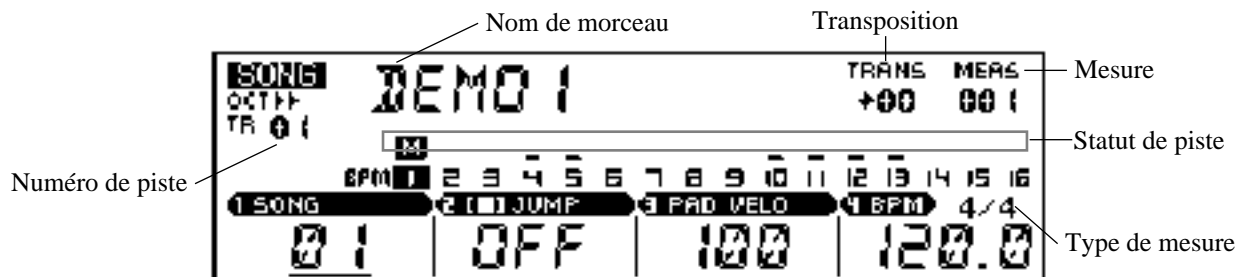 Nom de morceau
Transposition
SONG
DEMO1
TRANS
MEAS
Mesure
OCT
+00
001
TR 01
Statut de piste
M
Numéro de piste
BPM 1 2 3 4 5 6 7 8 9 10 11 12 13 14 15 16
1 SONG 2 [■] JUMP 3 PAD VELO 4 BPM 4/4
01 OFF 100 120.0
Type de mesure